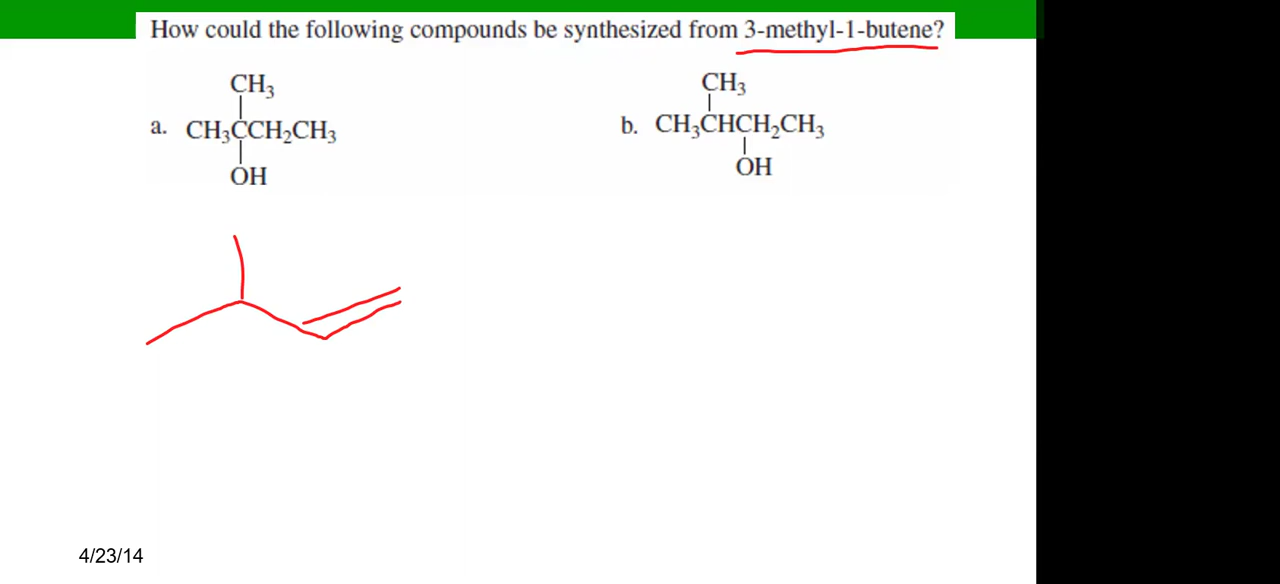 How could the following compounds be synthesized from 3-methyl-1-butene?
CH₃
a. CH₃CCH₂CH₃
OH
CH₃
b. CH₃CHCH₂CH₃
OH
4/23/14